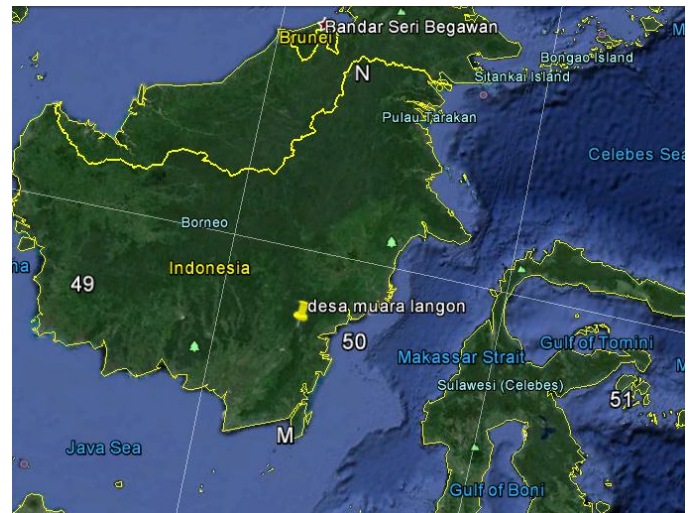 Bandar Seri Begawan
Brunei
M
Bongao Island
N
Sitankai Island
Pulau Tarakan
Celebes Sea
Borneo
na
Indonesia
49
desa muara langon
50
Makassar Strait
Gulf of Tomini
M
Sulawesi (Celebes)
51
M
Java Sea
Gulf of Boni